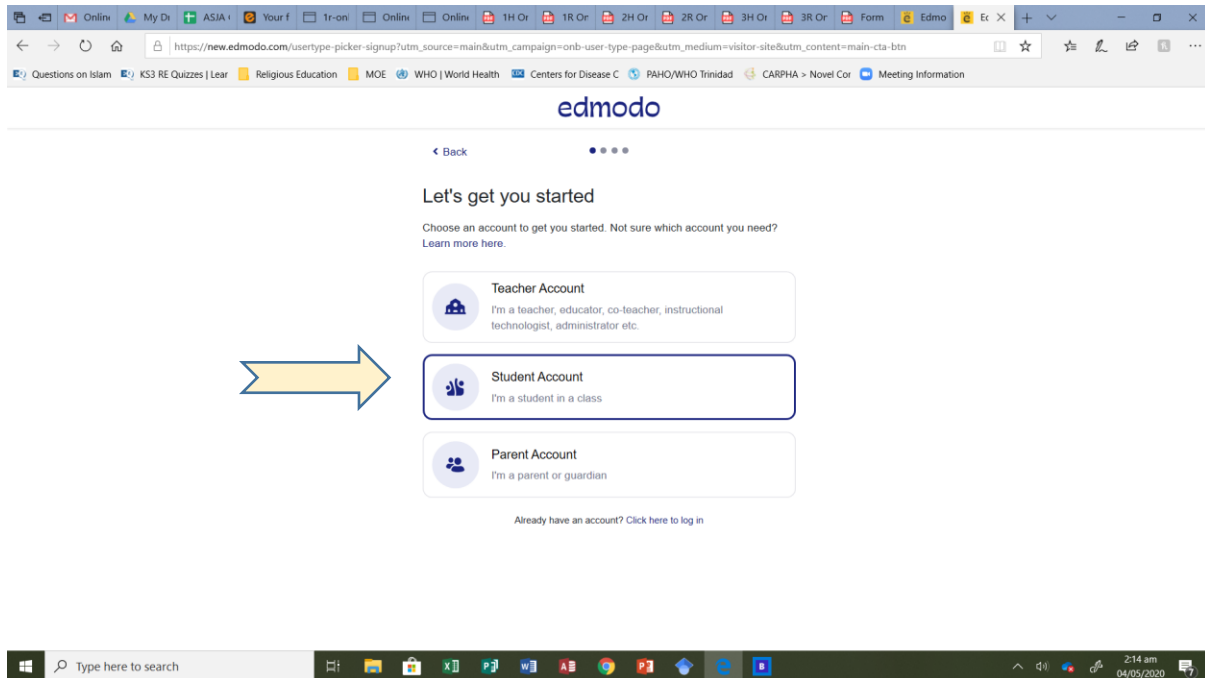 Onlin My Dr ASJA Your f 1r-onl Onlin Onlin 1H Or 1R Or 2H Or 2R Or 3H Or 3R Or Form Edmo Ec
https://new.edmodo.com/usertype-picker-signup?utm_source=main&utm_campaign=onb-user-type-page&utm_medium=visitor-site&utm_content=main-cta-btn
Questions on Islam KS3 RE Quizzes | Lear Religious Education MOE WHO | World Health Centers for Disease C PAHO/WHO Trinidad CARPHA > Novel Cor Meeting Information
edmodo
Back
Let's get you started
Choose an account to get you started. Not sure which account you need?
Learn more here.
Teacher Account
I'm a teacher, educator, co-teacher, instructional
technologist, administrator etc.
Student Account
I'm a student in a class
Parent Account
I'm a parent or guardian
Already have an account? Click here to log in
Type here to search
2:14 am
04/05/2020